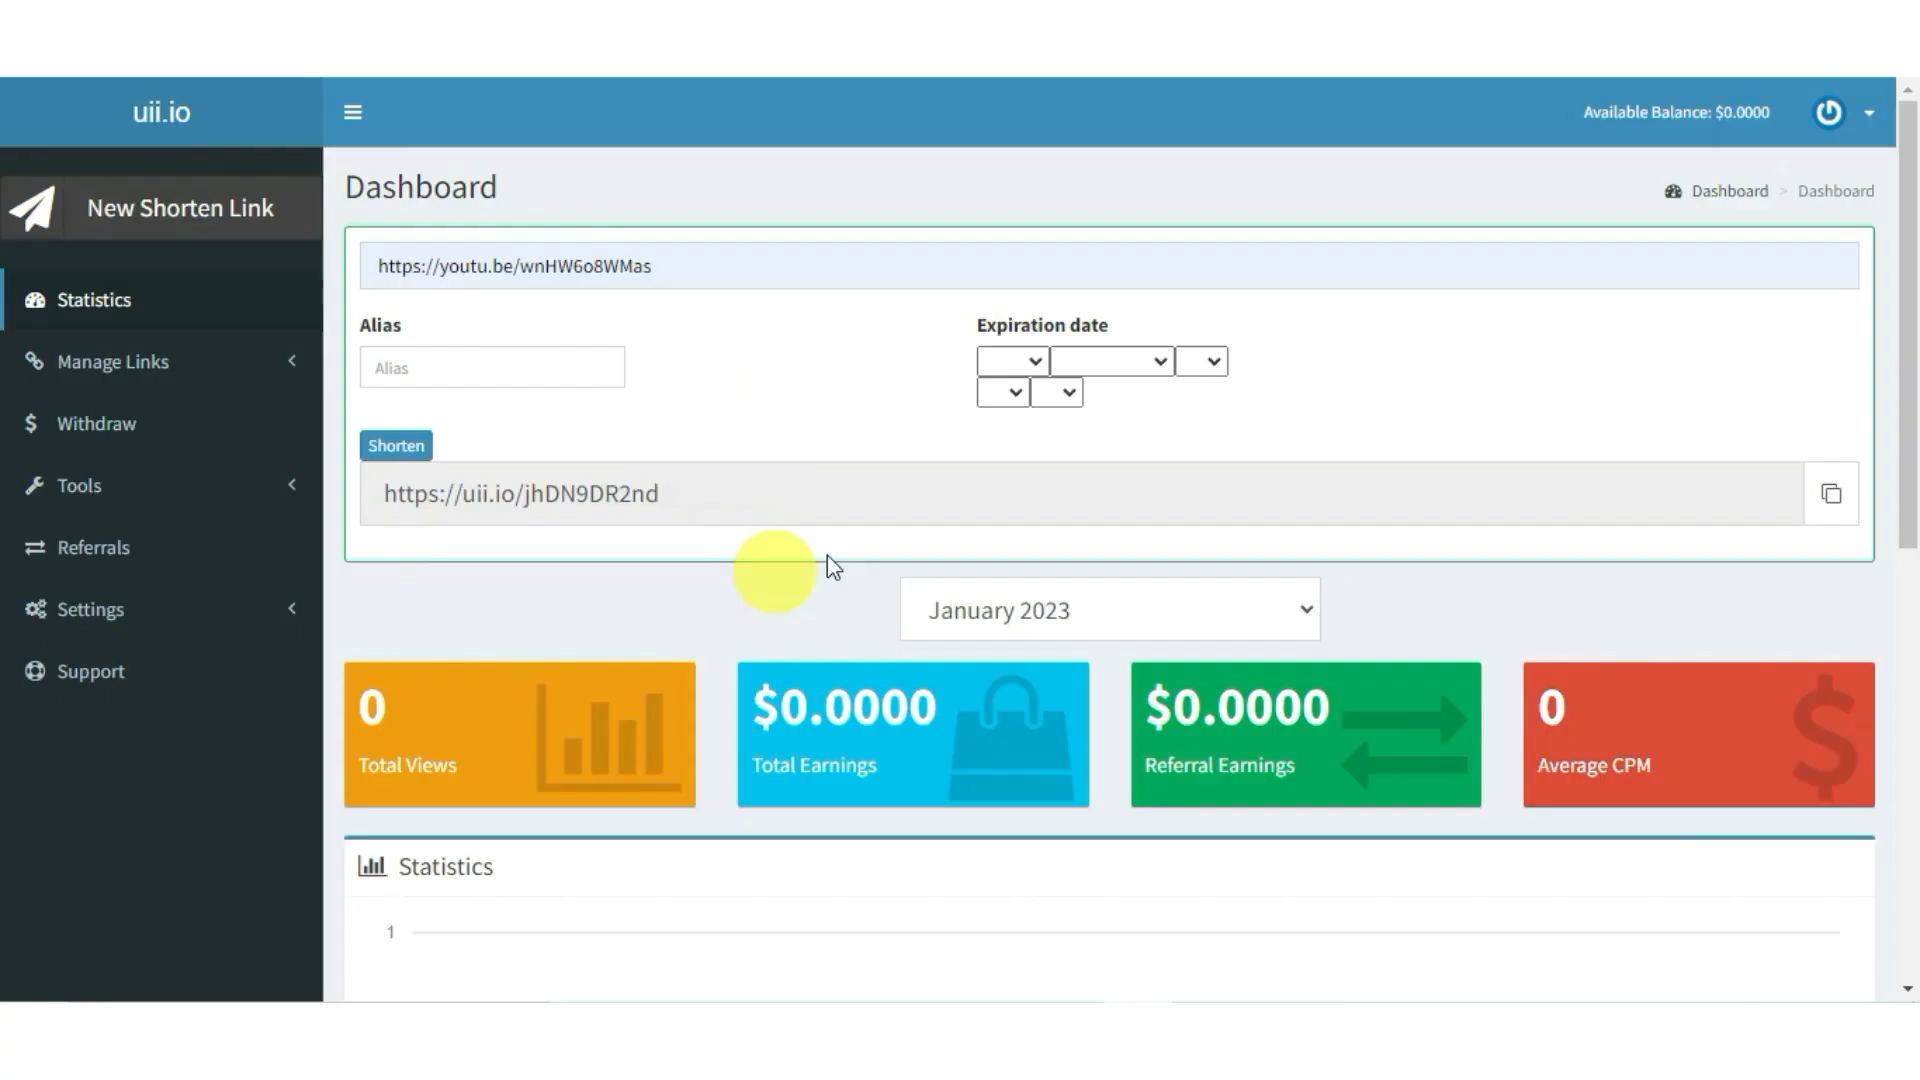 uii.io
Available Balance: $0.0000
New Shorten Link
Dashboard
Dashboard > Dashboard
https://youtu.be/wnHW6o8WMas
Statistics
Alias
Expiration date
Manage Links
Alias
Withdraw
Shorten
Tools
https://uii.io/jhDN9DR2nd
Referrals
Settings
January 2023
Support
0
Total Views
$0.0000
Total Earnings
$0.0000
Referral Earnings
0
Average CPM
Statistics
1